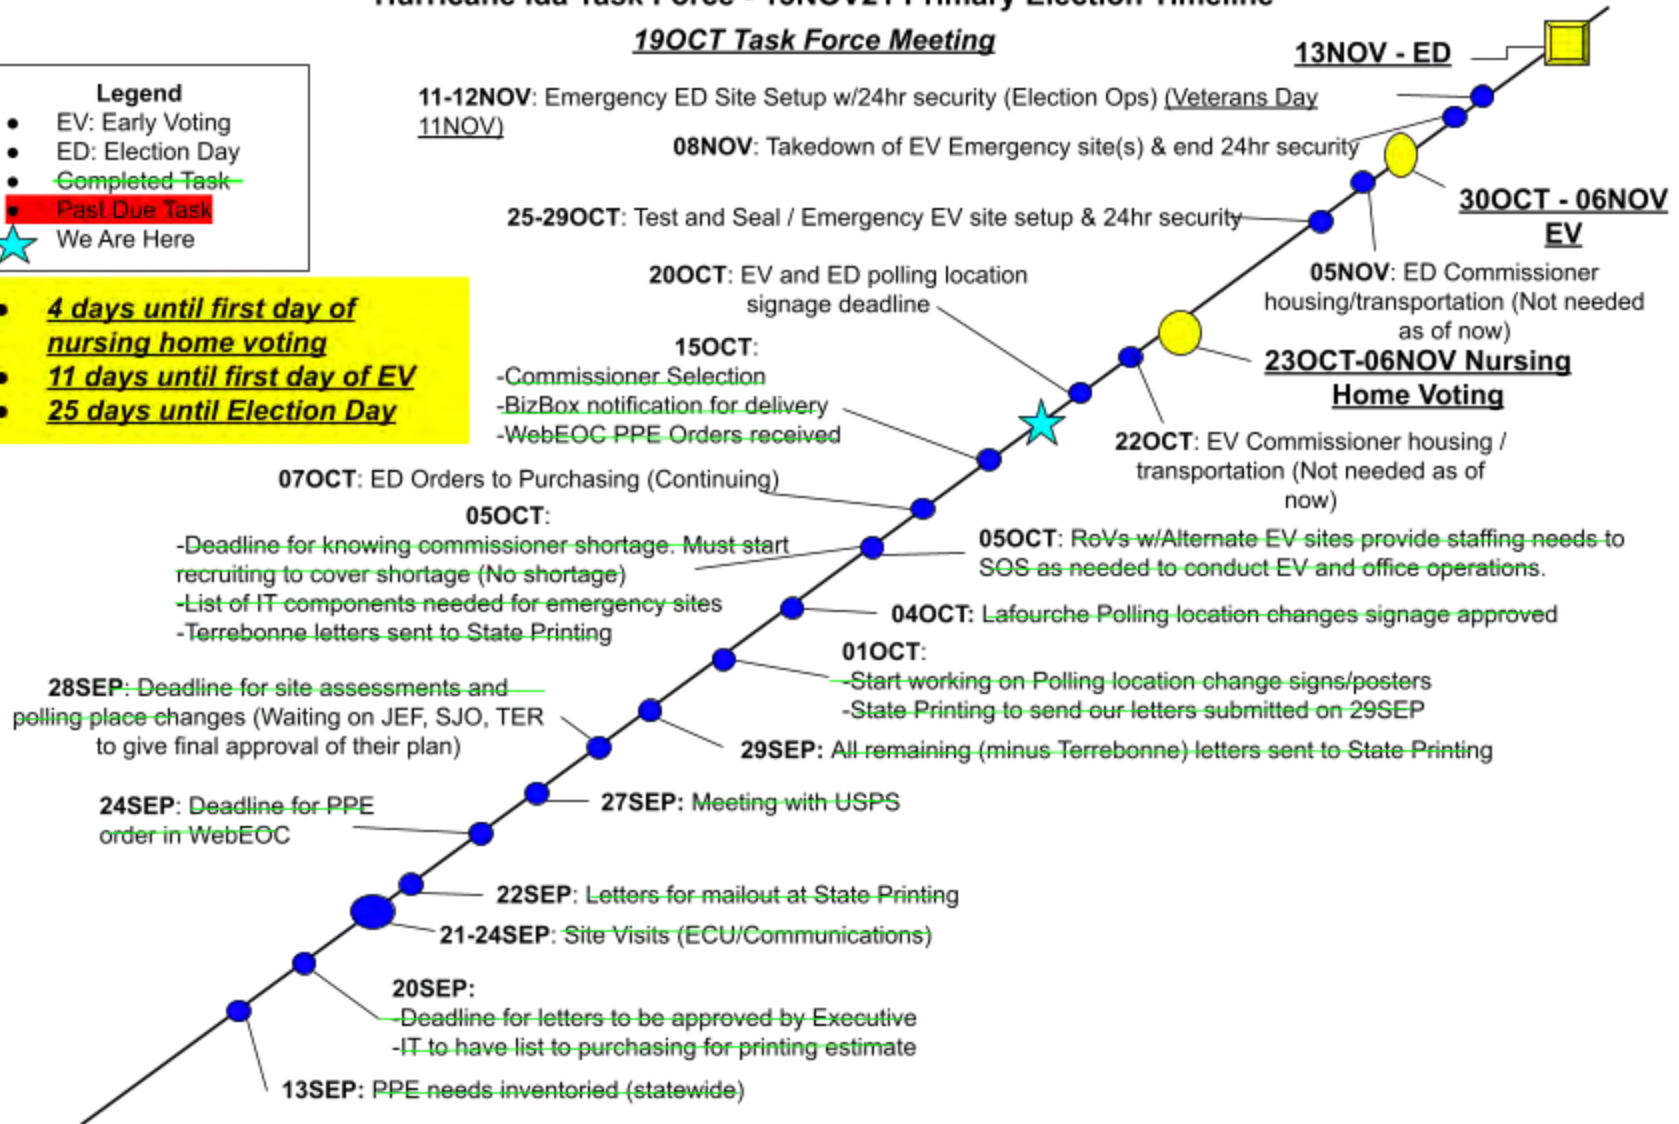 Hurricane Ida Task Force - 13NOV21 Primary Election Timeline
19OCT Task Force Meeting
13NOV - ED
Legend
EV: Early Voting
ED: Election Day
Completed Task
Past Due Task
We Are Here
4 days until first day of
nursing home voting
11 days until first day of EV
25 days until Election Day
11-12NOV: Emergency ED Site Setup w/24hr security (Election Ops) (Veterans Day
11NOV)
08NOV: Takedown of EV Emergency site(s) & end 24hr security
30OCT - 06NOV
EV
25-29OCT: Test and Seal / Emergency EV site setup & 24hr security
05NOV: ED Commissioner
housing/transportation (Not needed
as of now)
20OCT: EV and ED polling location
signage deadline
23OCT-06NOV Nursing
Home Voting
15OCT:
-Commissioner Selection
-BizBox notification for delivery
-WebEOC PPE Orders received
22OCT: EV Commissioner housing /
transportation (Not needed as of
now)
07OCT: ED Orders to Purchasing (Continuing)
05OCT:
-Deadline for knowing commissioner shortage. Must start
recruiting to cover shortage (No shortage)
-List of IT components needed for emergency sites
-Terrebonne letters sent to State Printing
05OCT: RoVs w/Alternate EV sites provide staffing needs to
SOS as needed to conduct EV and office operations.
04OCT: Lafourche Polling location changes signage approved
01OCT:
-Start working on Polling location change signs/posters
-State Printing to send our letters submitted on 29SEP
28SEP: Deadline for site assessments and
polling place changes (Waiting on JEF, SJO, TER
to give final approval of their plan)
29SEP: All remaining (minus Terrebonne) letters sent to State Printing
27SEP: Meeting with USPS
24SEP: Deadline for PPE
order in WebEOC
22SEP: Letters for mailout at State Printing
21-24SEP: Site Visits (ECU/Communications)
20SEP:
-Deadline for letters to be approved by Executive
-IT to have list to purchasing for printing estimate
13SEP: PPE needs inventoried (statewide)